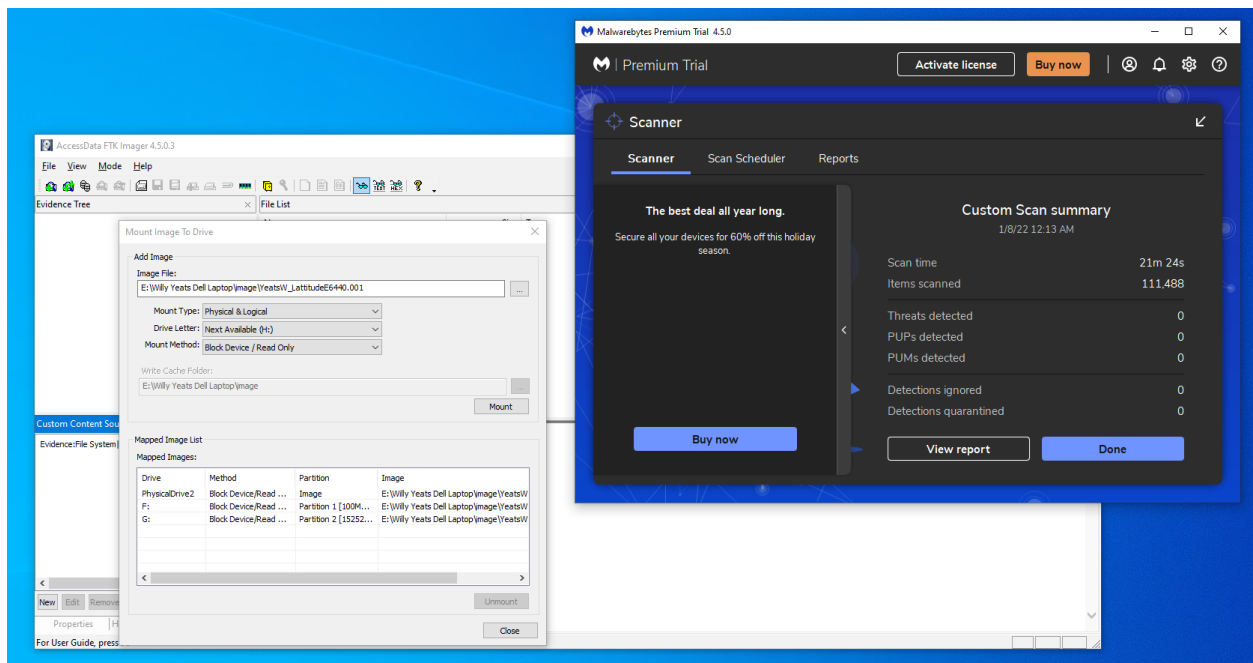 Malwarebytes Premium Trial 4.5.0
Premium Trial
Activate license
Buy now
Scanner
Scanner
Scan Scheduler
Reports
The best deal all year long.
Secure all your devices for 60% off this holiday
season.
Buy now
Custom Scan summary
1/8/22 12:13 AM
Scan time 21m 24s
Items scanned 111,488
Threats detected 0
PUPs detected 0
PUMs detected 0
Detections ignored 0
Detections quarantined 0
View report
Done
AccessData FTK Imager 4.5.0.3
File View Mode Help
Evidence Tree
File List
Custom Content Sou
Evidence:File System|
New Edit Remove
Properties
For User Guide, press
Mount Image To Drive
Add Image
Image File:
E:\Willy Yeats Dell Laptop\image\YeatsW_LattitudeE6440.001
...
Mount Type: Physical & Logical
Drive Letter: Next Available (H:)
Mount Method: Block Device / Read Only
Write Cache Folder:
E:\Willy Yeats Dell Laptop\image
...
Mount
Mapped Image List
Mapped Images:
Drive Method Partition Image
PhysicalDrive2 Block Device/Read ... Image E:\Willy Yeats Dell Laptop\image\YeatsW
F: Block Device/Read ... Partition 1 [100M... E:\Willy Yeats Dell Laptop\image\YeatsW
G: Block Device/Read ... Partition 2 [15252... E:\Willy Yeats Dell Laptop\image\YeatsW
Unmount
Close